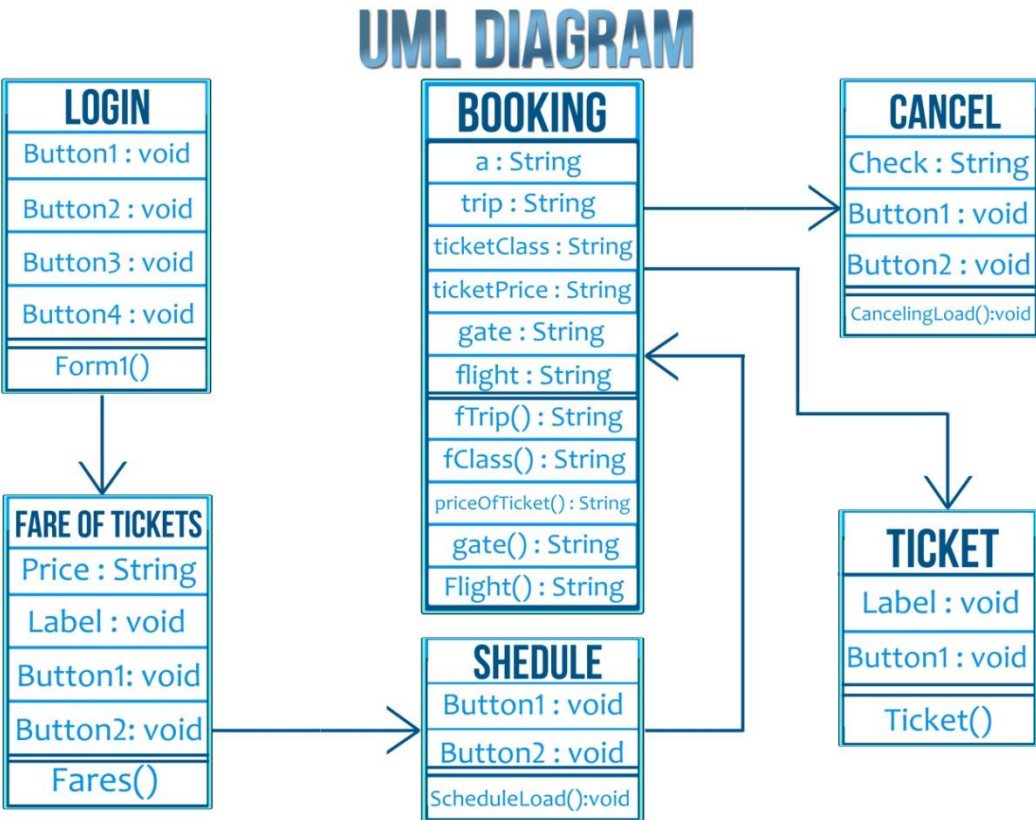 UML DIAGRAM
LOGIN
Button1 : void
Button2 : void
Button3 : void
Button4 : void
Form1()
BOOKING
a : String
trip : String
ticketClass : String
ticketPrice : String
gate : String
flight : String
fTrip() : String
fClass() : String
priceOfTicket() : String
gate() : String
Flight() : String
CANCEL
Check : String
Button1 : void
Button2 : void
CancelingLoad():void
FARE OF TICKETS
Price : String
Label : void
Button1: void
Button2: void
Fares()
SHEDULE
Button1 : void
Button2 : void
ScheduleLoad():void
TICKET
Label : void
Button1 : void
Ticket()